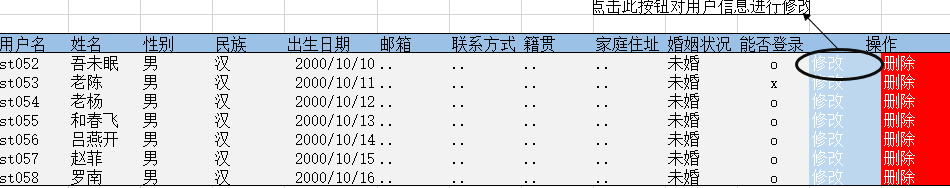 点击此按钮对用户信息进行修改
用户名 姓名 性别 民族 出生日期 邮箱 联系方式 籍贯 家庭住址 婚姻状况 能否登录 操作
st052 吾未眠 男 汉 2000/10/10 .. .. .. .. 未婚 o 修改 删除
st053 老陈 男 汉 2000/10/11 .. .. .. .. 未婚 x 修改 删除
st054 老杨 男 汉 2000/10/12 .. .. .. .. 未婚 o 修改 删除
st055 和春飞 男 汉 2000/10/13 .. .. .. .. 未婚 o 修改 删除
st056 吕燕开 男 汉 2000/10/14 .. .. .. .. 未婚 o 修改 删除
st057 赵菲 男 汉 2000/10/15 .. .. .. .. 未婚 o 修改 删除
st058 罗南 男 汉 2000/10/16 .. .. .. .. 未婚 o 修改 删除